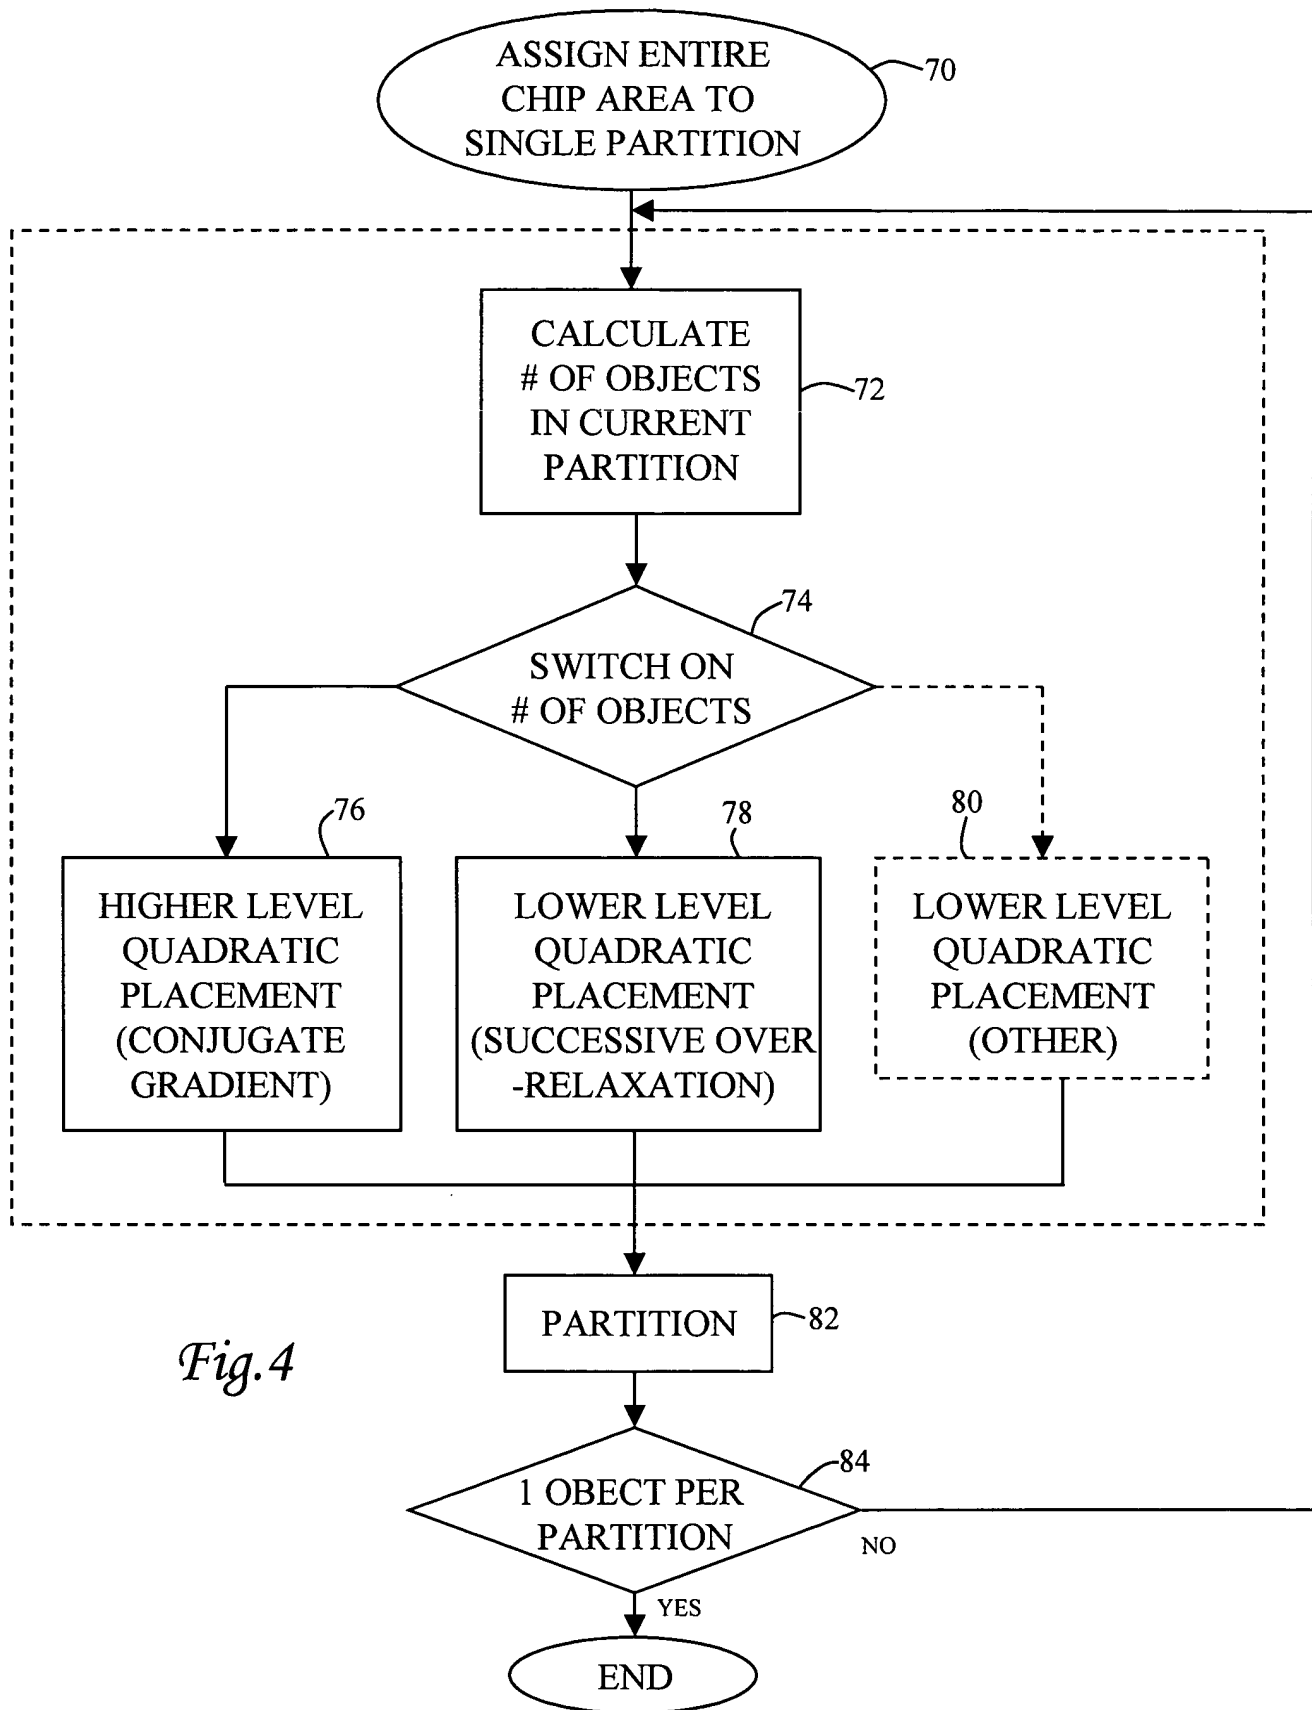 ASSIGN ENTIRE
CHIP AREA TO
SINGLE PARTITION
70
CALCULATE
# OF OBJECTS
IN CURRENT
PARTITION
72
74
SWITCH ON
# OF OBJECTS
76
HIGHER LEVEL
QUADRATIC
PLACEMENT
(CONJUGATE
GRADIENT)
78
LOWER LEVEL
QUADRATIC
PLACEMENT
(SUCCESSIVE OVER
-RELAXATION)
80
LOWER LEVEL
QUADRATIC
PLACEMENT
(OTHER)
PARTITION
82
Fig.4
84
1 OBECT PER
PARTITION
NO
YES
END